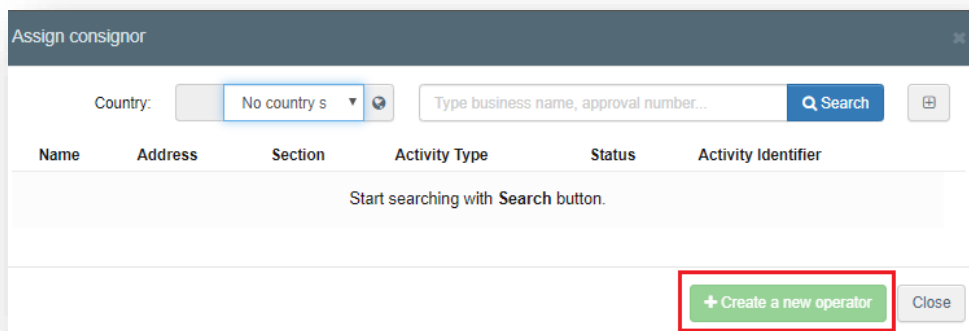 Assign consignor
Country: No country s Type business name, approval number... Search
Name Address Section Activity Type Status Activity Identifier
Start searching with Search button.
+ Create a new operator Close